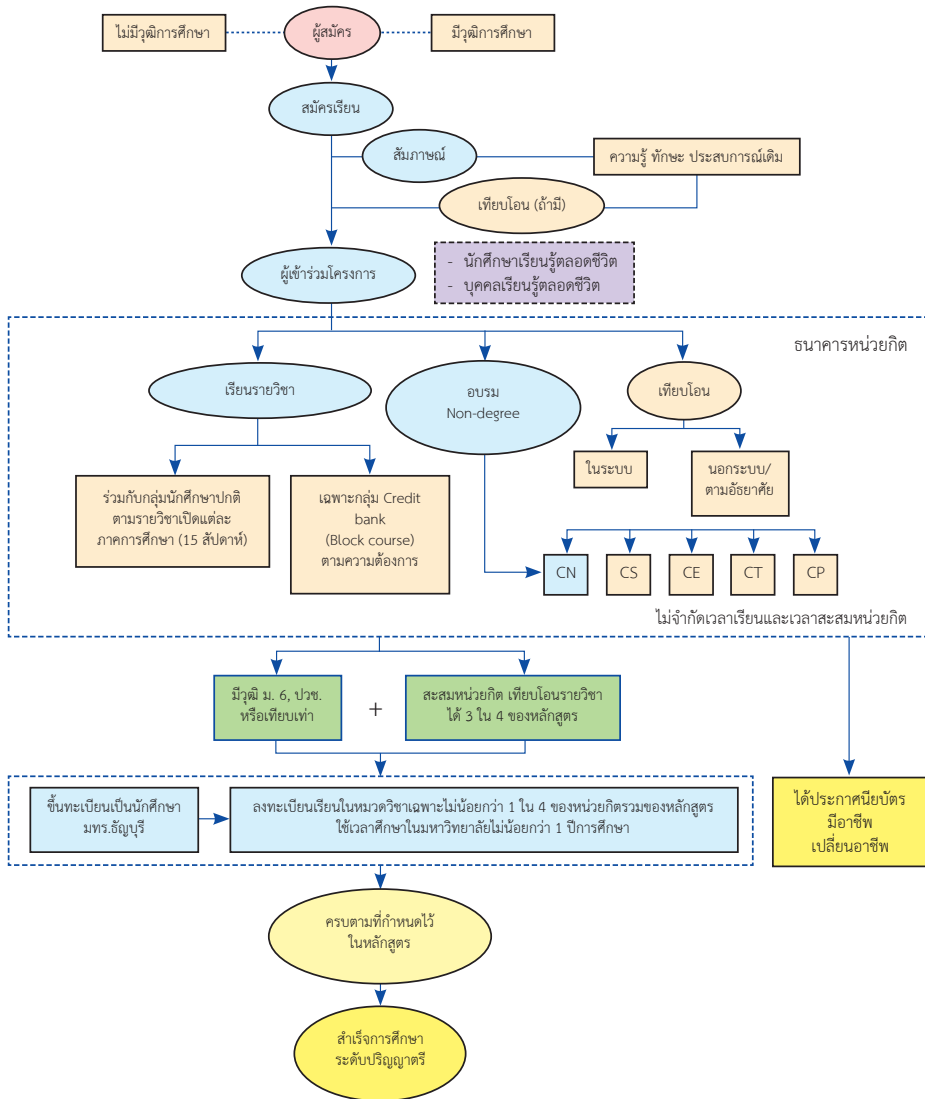 ไม่มีวุฒิการศึกษา
ผู้สมัคร
มีวุฒิการศึกษา
สมัครเรียน
สัมภาษณ์
ความรู้ ทักษะ ประสบการณ์เดิม
เทียบโอน (ถ้ามี)
ผู้เข้าร่วมโครงการ
- นักศึกษาเรียนรู้ตลอดชีวิต
- บุคคลเรียนรู้ตลอดชีวิต
ธนาคารหน่วยกิต
เรียนรายวิชา
อบรม
Non-degree
เทียบโอน
ในระบบ
นอกระบบ/
ตามอัธยาศัย
ร่วมกับกลุ่มนักศึกษาปกติ
ตามรายวิชาเปิดแต่ละ
ภาคการศึกษา (15 สัปดาห์)
เฉพาะกลุ่ม Credit
bank
(Block course)
ตามความต้องการ
CN
CS
CE
CT
CP
ไม่จำกัดเวลาเรียนและเวลาสะสมหน่วยกิต
มีวุฒิ ม. 6, ปวช.
หรือเทียบเท่า
+
สะสมหน่วยกิต เทียบโอนรายวิชา
ได้ 3 ใน 4 ของหลักสูตร
ขึ้นทะเบียนเป็นนักศึกษา
มทร.ธัญบุรี
ลงทะเบียนเรียนในหมวดวิชาเฉพาะไม่น้อยกว่า 1 ใน 4 ของหน่วยกิตรวมของหลักสูตร
ใช้เวลาศึกษาในมหาวิทยาลัยไม่น้อยกว่า 1 ปีการศึกษา
ได้ประกาศนียบัตร
มีอาชีพ
เปลี่ยนอาชีพ
ครบตามที่กำหนดไว้
ในหลักสูตร
สำเร็จการศึกษา
ระดับปริญญาตรี